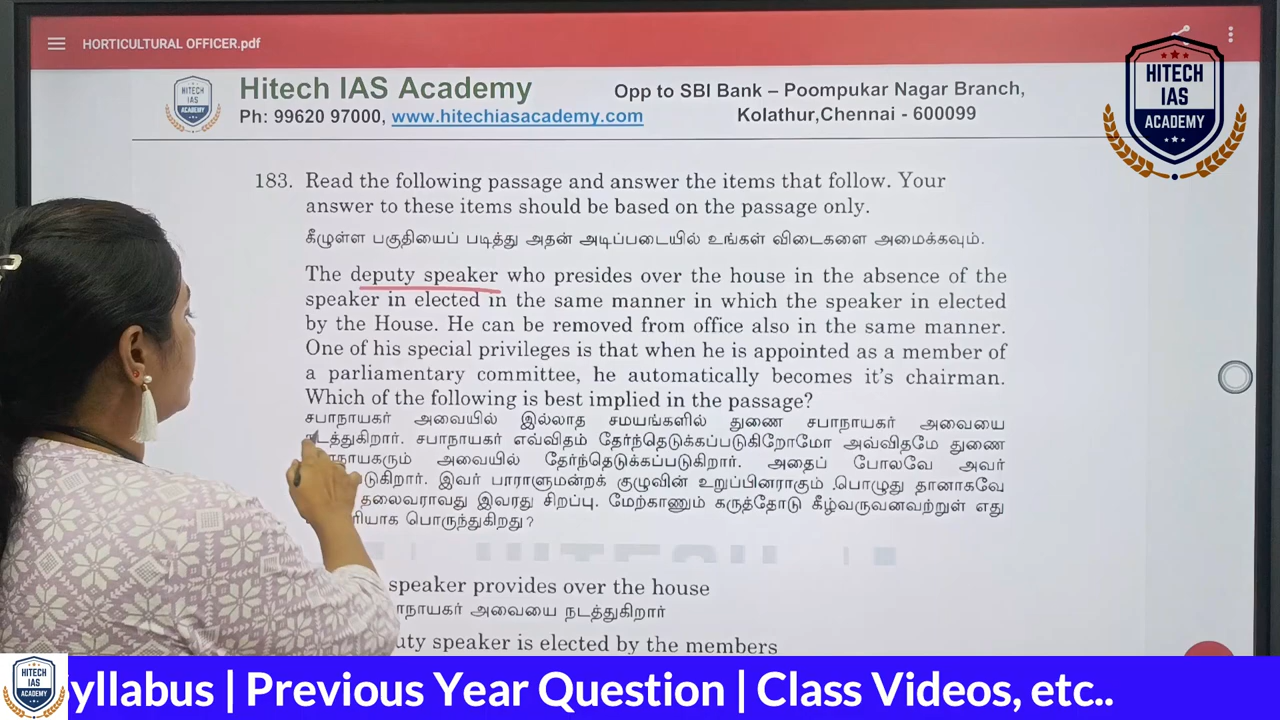 HORTICULTURAL OFFICER.pdf
HITECH
IAS
ACADEMY
Hitech IAS Academy
Ph: 99620 97000, www.hitechiasacademy.com
Opp to SBI Bank – Poompukar Nagar Branch,
Kolathur,Chennai - 600099
HITECH
IAS
ACADEMY
183. Read the following passage and answer the items that follow. Your
answer to these items should be based on the passage only.
கீழுள்ள பகுதியைப் படித்து அதன் அடிப்படையில் உங்கள் விடைகளை அமைக்கவும்.
The deputy speaker who presides over the house in the absence of the
speaker in elected in the same manner in which the speaker in elected
by the House. He can be removed from office also in the same manner.
One of his special privileges is that when he is appointed as a member of
a parliamentary committee, he automatically becomes it's chairman.
Which of the following is best implied in the passage?
சபாநாயகர் அவையில் இல்லாத சமயங்களில் துணை சபாநாயகர் அவையை
நடத்துகிறார். சபாநாயகர் எவ்விதம் தேர்ந்தெடுக்கப்படுகிறோமோ அவ்விதமே துணை
நாயகரும் அவையில் தேர்ந்தெடுக்கப்படுகிறார். அதைப் போலவே அவர்
டுகிறார். இவர் பாராளுமன்றக் குழுவின் உறுப்பினராகும் பொழுது தானாகவே
தலைவராவது இவரது சிறப்பு. மேற்காணும் கருத்தோடு கீழ்வருவனவற்றுள் எது
ரியாக பொருந்துகிறது?
speaker provides over the house
நாயகர் அவையை நடத்துகிறார்
uty speaker is elected by the members
HITECH
IAS
ACADEMY
yllabus | Previous Year Question | Class Videos, etc..